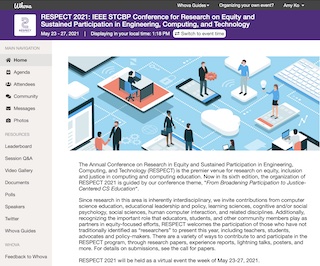 Whova
Whova Guides
Organizing your own event?
Amy Ko
RESPECT 2021: IEEE STCBP Conference for Research on Equity and
Sustained Participation in Engineering, Computing, and Technology
May 23 - 27, 2021 | Displaying in your local time: 1:18 PM Switch to event time
RESPECT
MAIN NAVIGATION
Home
Agenda
Attendees
Community
Messages
Photos
RESOURCES
Leaderboard
Session Q&A
Video Gallery
Documents
Polls
Speakers
Twitter
Whova Guides
WHOVA
Feedback to Whova
The Annual Conference on Research in Equity and Sustained Participation in Engineering,
Computing, and Technology (RESPECT) is the premier venue for research on equity,
inclusion and justice in computing and computing education. Now in its sixth edition, the organization of
RESPECT 2021 is guided by our conference theme, "From Broadening Participation to Justice-
Centered CS Education".
Since research in this area is inherently interdisciplinary, we invite contributions from computer
science education, educational leadership and policy, learning sciences, cognitive and/or social
psychology, social sciences, human computer interaction, and related disciplines. Additionally,
recognizing the important role that educators, students, and other community members play as
partners in equity-focused efforts, RESPECT welcomes the participation of those who have not
traditionally identified as "researchers" to present this year, including teachers, students,
advocates and policy-makers. There are a variety of ways to contribute to and participate in the
RESPECT program, through research papers, experience reports, lightning talks, posters, and
more. For details on submissions, see the call for papers.
RESPECT 2021 will be held as a virtual event the week of May 23-27, 2021.